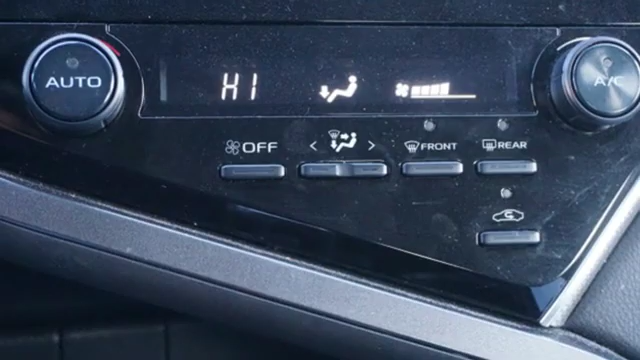 AUTO
HI
A/C
OFF
< >
FRONT
REAR